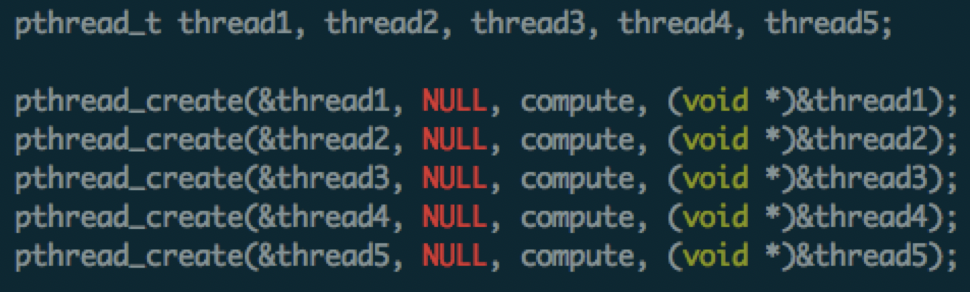 pthread_t thread1, thread2, thread3, thread4, thread5;
pthread_create(&thread1, NULL, compute, (void *)&thread1);
pthread_create(&thread2, NULL, compute, (void *)&thread2);
pthread_create(&thread3, NULL, compute, (void *)&thread3);
pthread_create(&thread4, NULL, compute, (void *)&thread4);
pthread_create(&thread5, NULL, compute, (void *)&thread5);